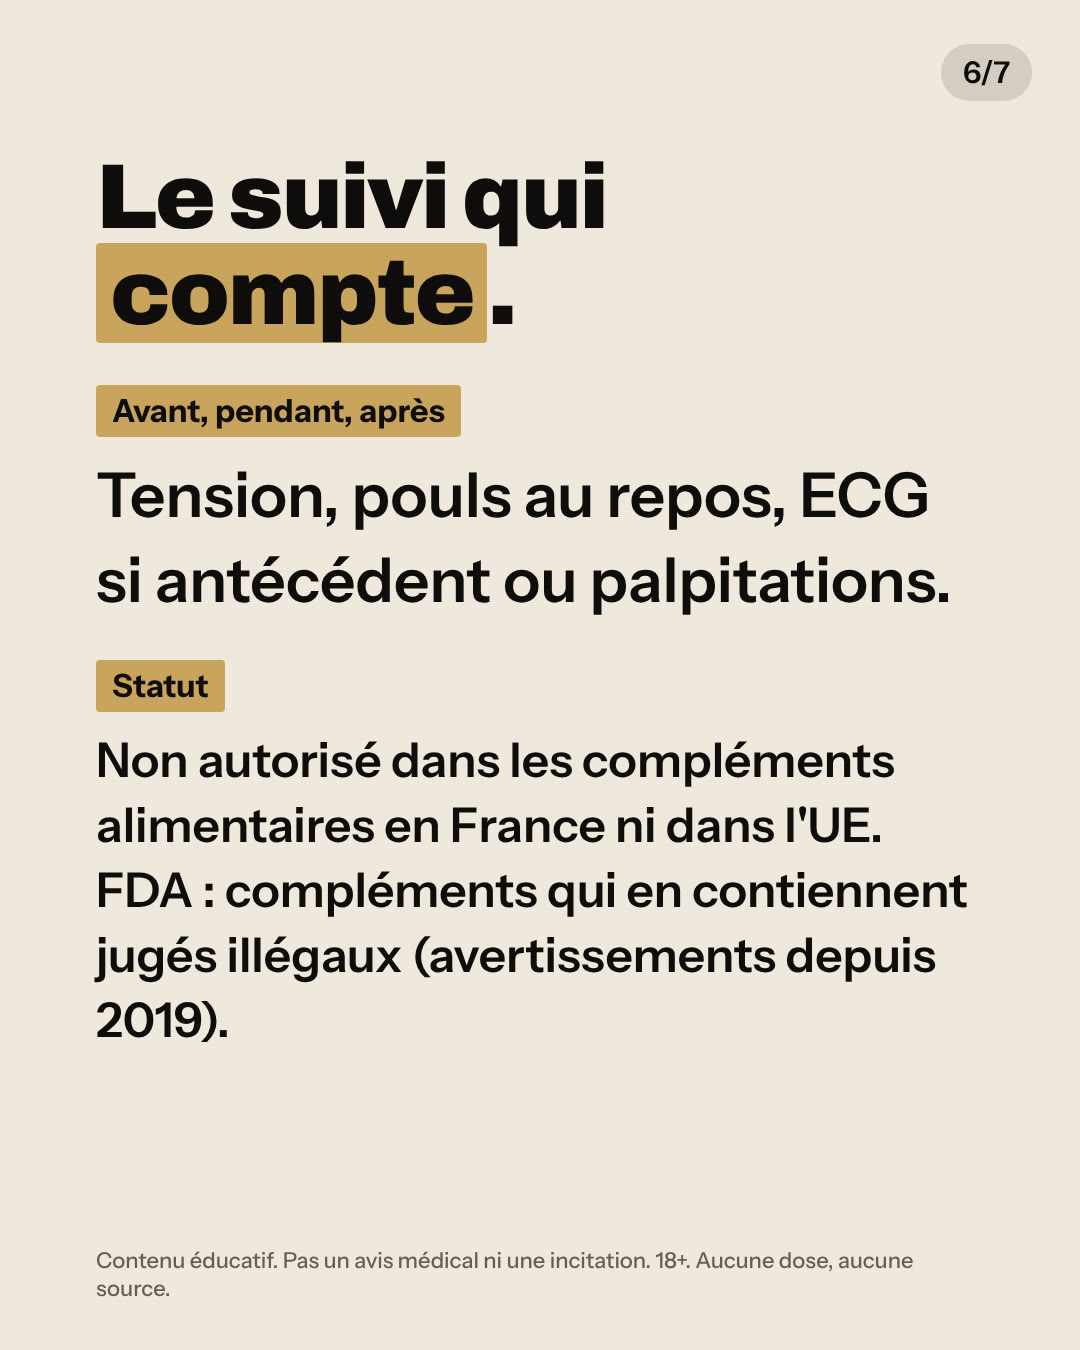 6/7
Le suivi qui
compte.
Avant, pendant, après
Tension, pouls au repos, ECG
si antécédent ou palpitations.
Statut
Non autorisé dans les compléments
alimentaires en France ni dans l'UE.
FDA : compléments qui en contiennent
jugés illégaux (avertissements depuis
2019).
Contenu éducatif. Pas un avis médical ni une incitation. 18+. Aucune dose, aucune
source.